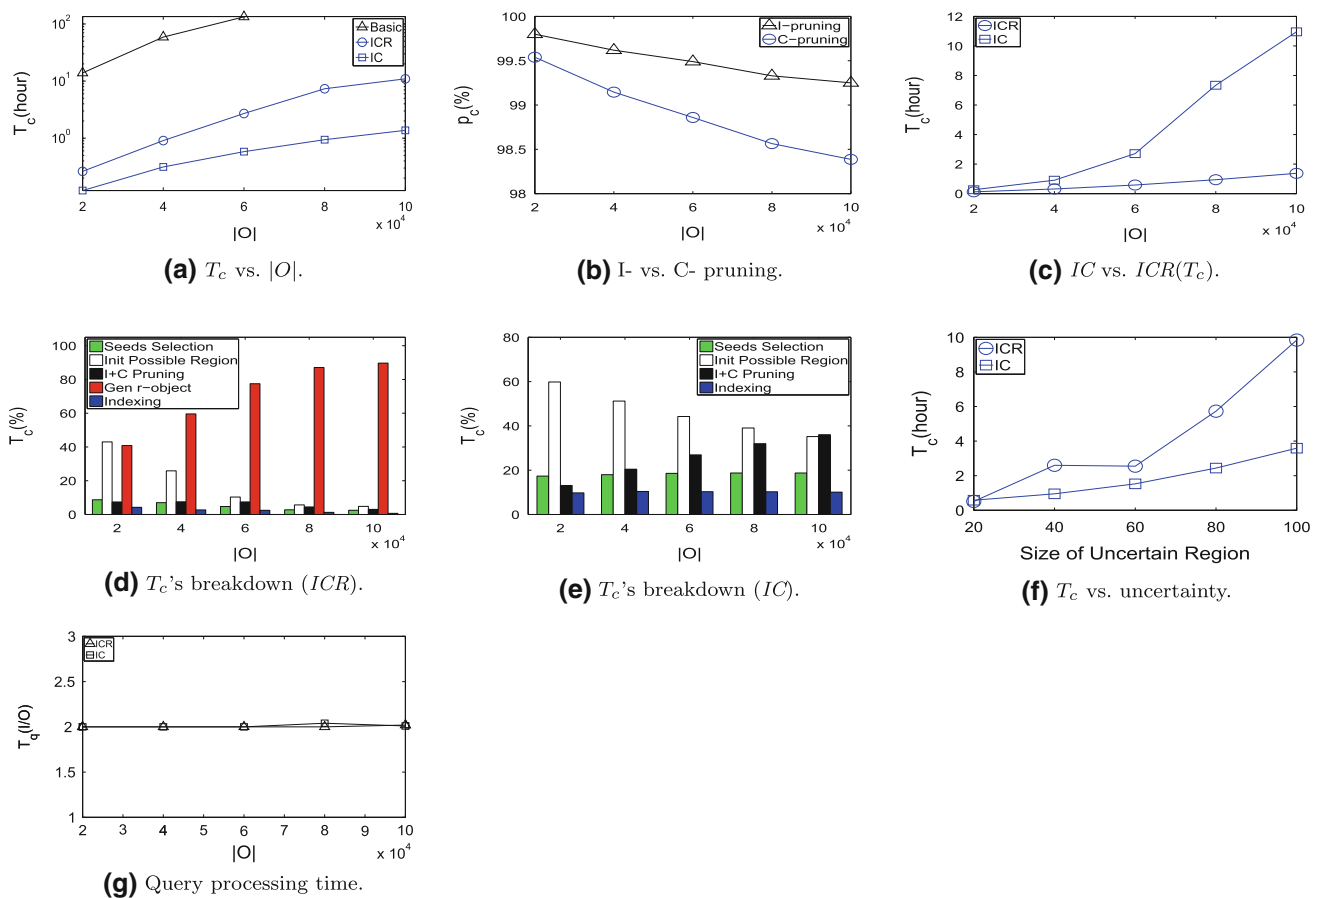 10²
10¹
10⁰
T_c(hour)
Basic
ICR
IC
2 4 6 8 10
x 10⁴
|O|
(a) T_c vs. |O|.
100
99.5
99
98.5
98
p_c(%)
I−pruning
C−pruning
2 4 6 8 10
x 10⁴
|O|
(b) I- vs. C- pruning.
12
10
8
6
4
2
0
T_c(hour)
ICR
IC
2 4 6 8 10
x 10⁴
|O|
(c) IC vs. ICR(T_c).
100
80
60
40
20
0
T_c(%)
Seeds Selection
Init Possible Region
I+C Pruning
Gen r−object
Indexing
2 4 6 8 10
x 10⁴
|O|
(d) T_c's breakdown (ICR).
80
60
40
20
0
T_c(%)
Seeds Selection
Init Possible Region
I+C Pruning
Indexing
2 4 6 8 10
x 10⁴
|O|
(e) T_c's breakdown (IC).
10
8
6
4
2
0
T_c(hour)
ICR
IC
20 40 60 80 100
Size of Uncertain Region
(f) T_c vs. uncertainty.
3
2.5
2
1.5
1
T_q(I/O)
ICR
IC
2 3 4 5 6 7 8 9 10
x 10⁴
|O|
(g) Query processing time.